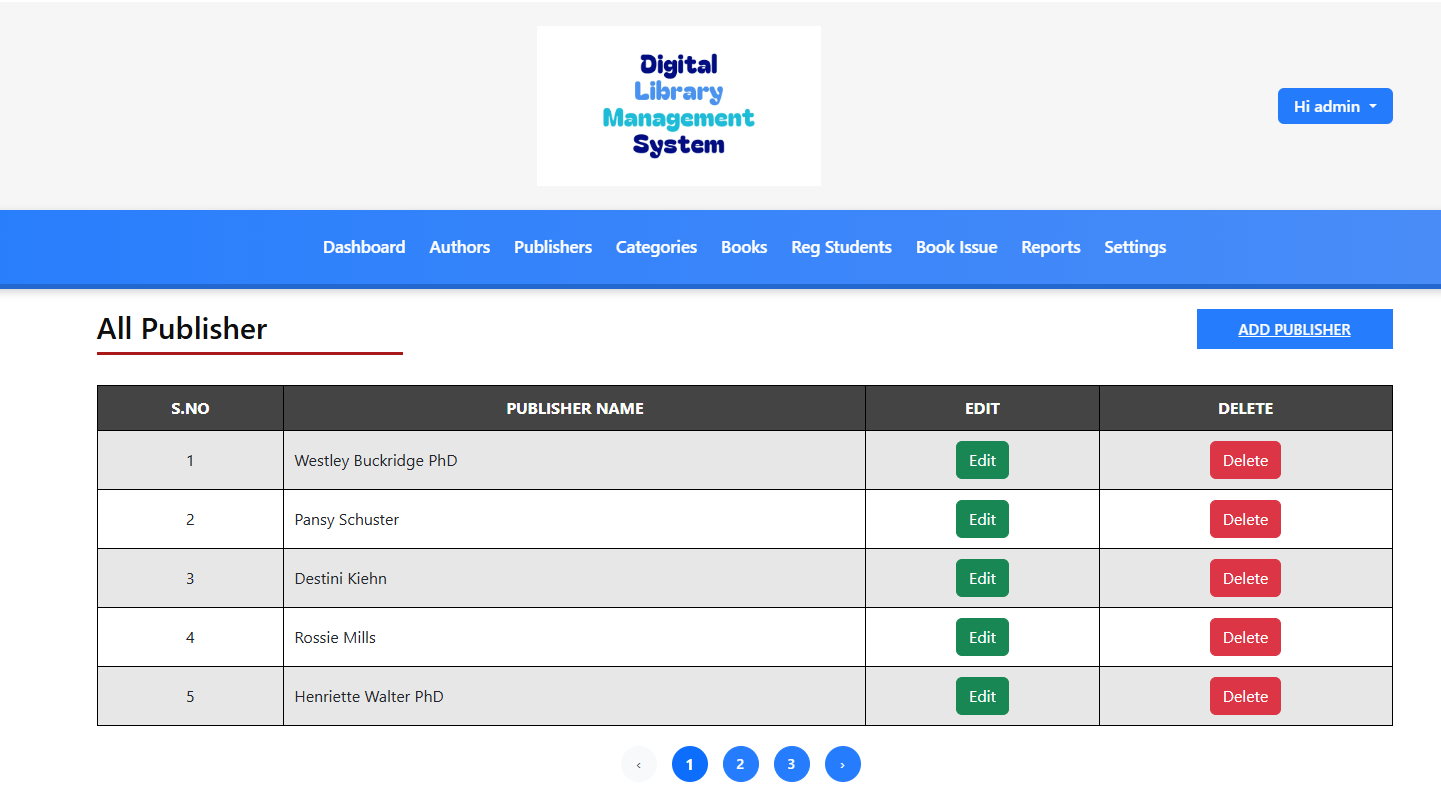 Digital
Library
Management
System
Hi admin
Dashboard Authors Publishers Categories Books Reg Students Book Issue Reports Settings
All Publisher
ADD PUBLISHER
S.NO PUBLISHER NAME EDIT DELETE
1 Westley Buckridge PhD Edit Delete
2 Pansy Schuster Edit Delete
3 Destini Kiehn Edit Delete
4 Rossie Mills Edit Delete
5 Henriette Walter PhD Edit Delete
‹ 1 2 3 ›